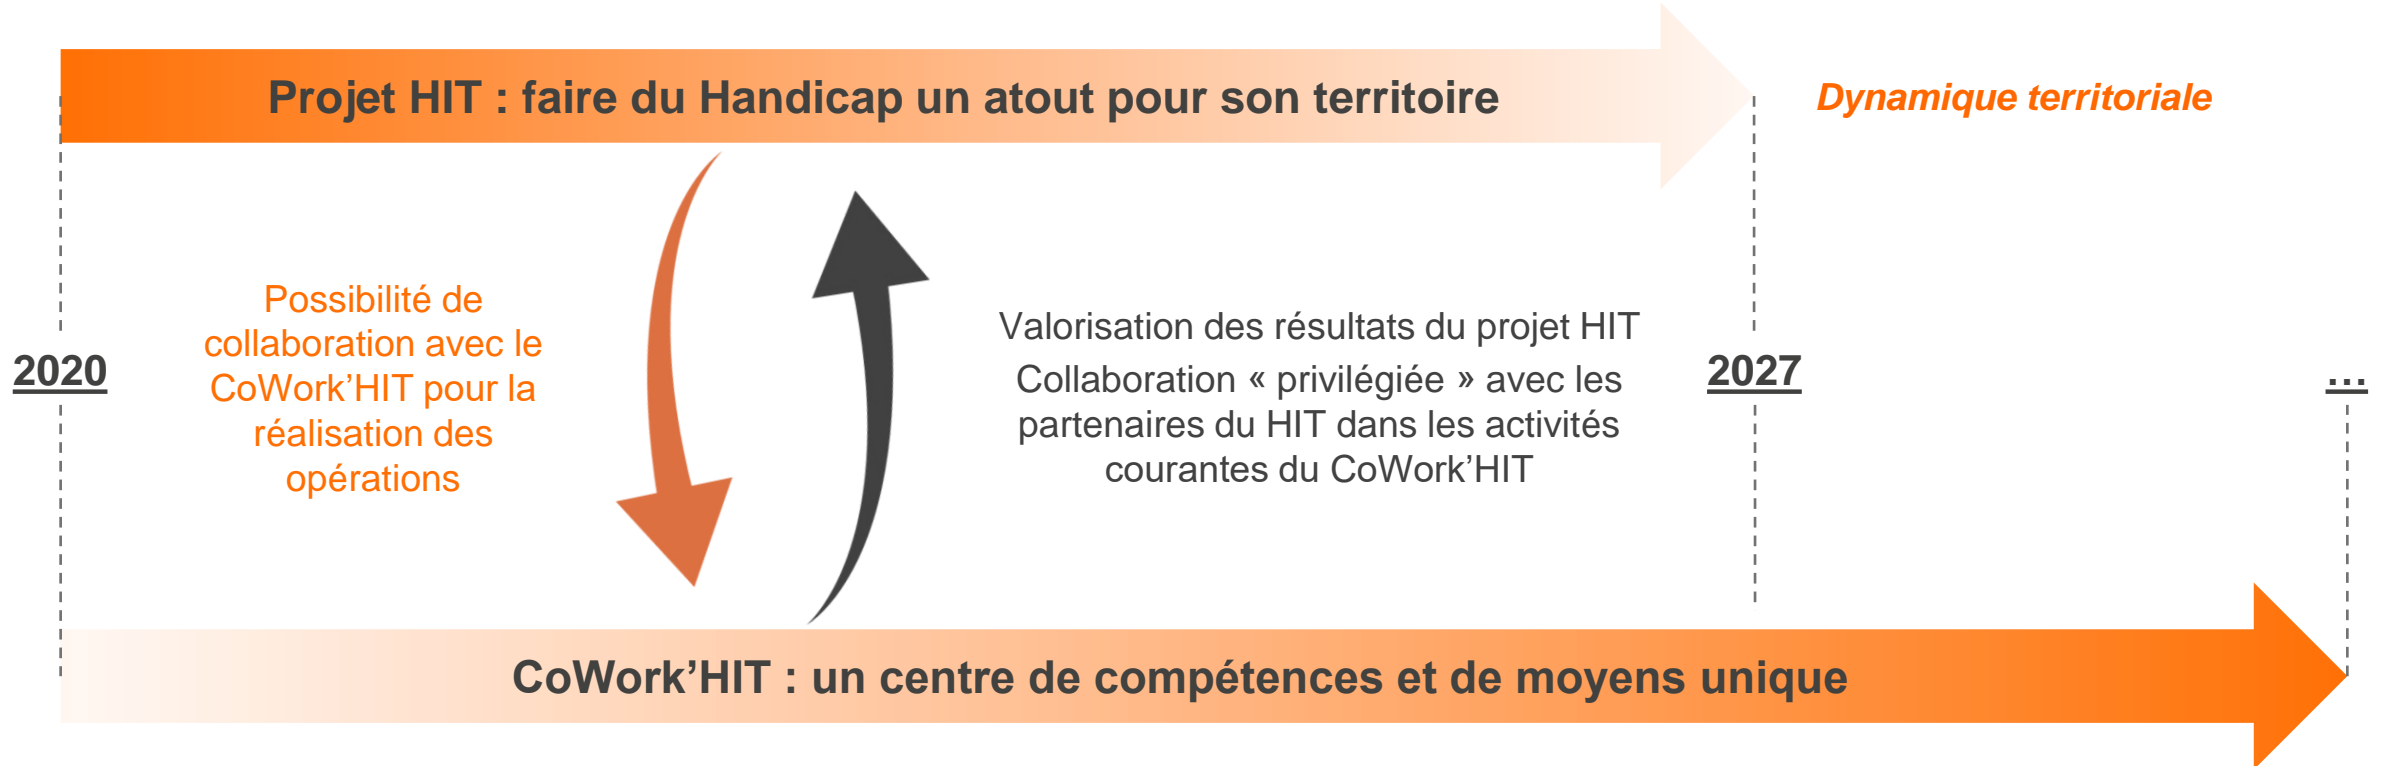 Projet HIT : faire du Handicap un atout pour son territoire
Dynamique territoriale
2020
Possibilité de
collaboration avec le
CoWork’HIT pour la
réalisation des
opérations
Valorisation des résultats du projet HIT
Collaboration « privilégiée » avec les
partenaires du HIT dans les activités
courantes du CoWork’HIT
2027
...
CoWork’HIT : un centre de compétences et de moyens unique